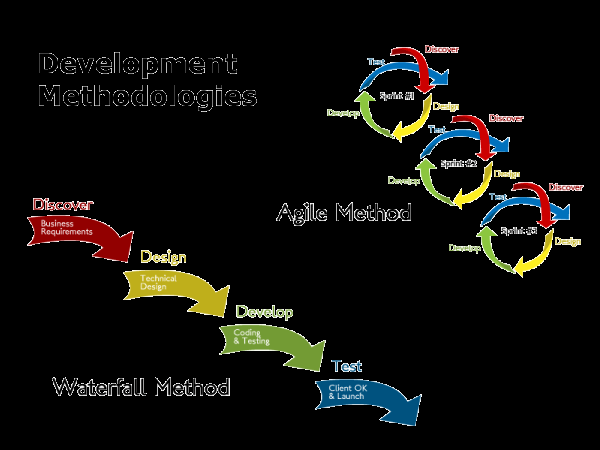 Development
Methodologies
Discover
Test
Sprint #1
Design
Develop
Discover
Test
Sprint #2
Design
Develop
Discover
Test
Sprint #3
Design
Develop
Agile Method
Discover
Business
Requirements
Design
Technical
Design
Develop
Coding
& Testing
Test
Client OK
& Launch
Waterfall Method